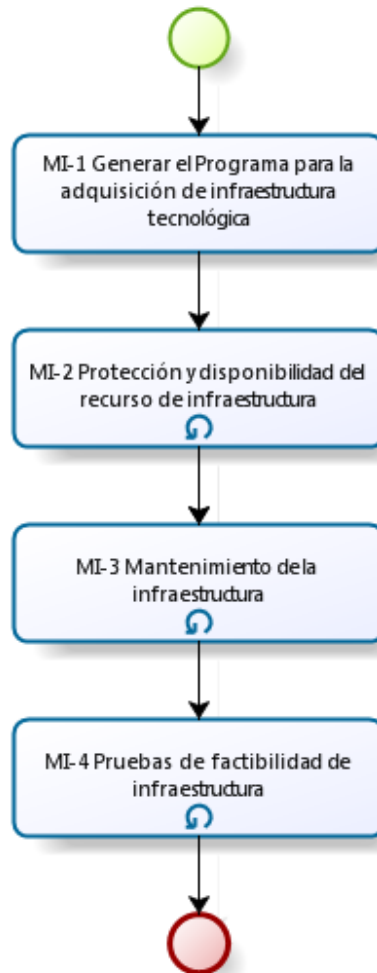 MI-1 Generar el Programa para la
adquisición de infraestructura
tecnológica
MI-2 Protección y disponibilidad del
recurso de infraestructura
MI-3 Mantenimiento de la
infraestructura
MI-4 Pruebas de factibilidad de
infraestructura